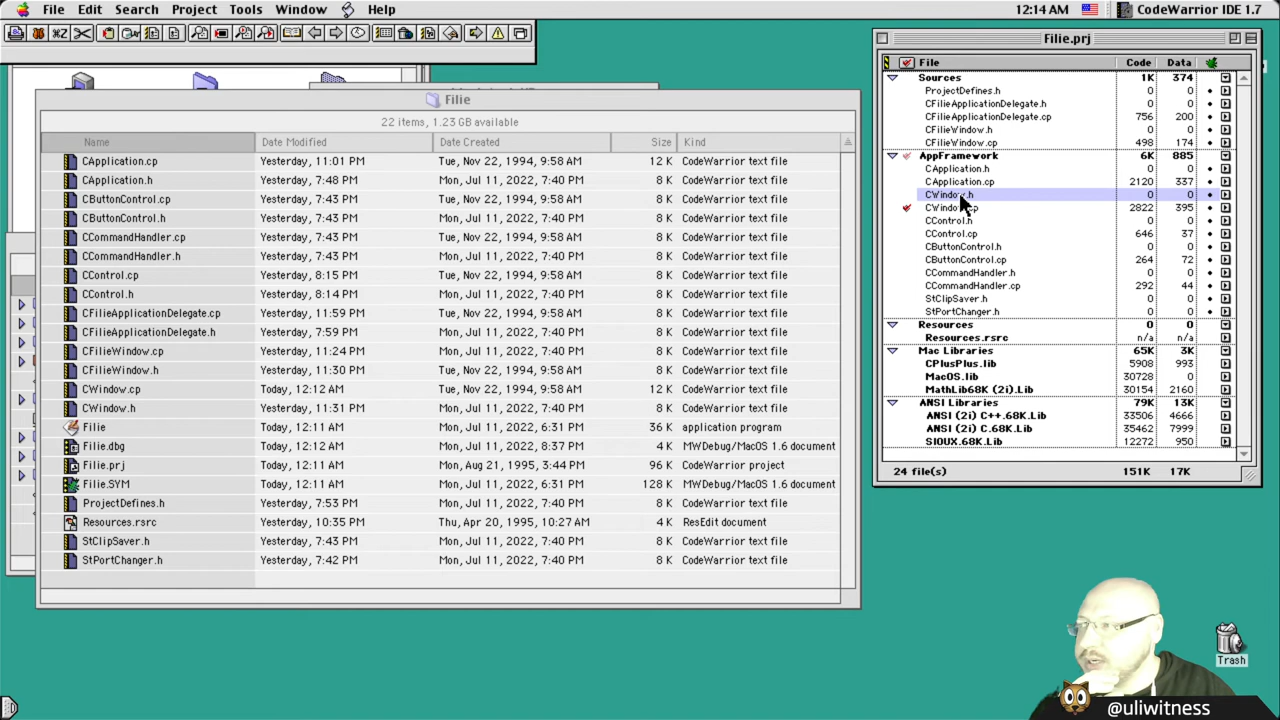 File Edit Search Project Tools Window Help 12:14 AM CodeWarrior IDE 1.7
Filie
22 items, 1.23 GB available
Name Date Modified Date Created Size Kind
CApplication.cp Yesterday, 11:01 PM Tue, Nov 22, 1994, 9:58 AM 12 K CodeWarrior text file
CApplication.h Yesterday, 7:48 PM Mon, Jul 11, 2022, 7:40 PM 8 K CodeWarrior text file
CButtonControl.cp Yesterday, 7:43 PM Tue, Nov 22, 1994, 9:58 AM 8 K CodeWarrior text file
CButtonControl.h Yesterday, 7:43 PM Mon, Jul 11, 2022, 7:40 PM 8 K CodeWarrior text file
CCommandHandler.cp Yesterday, 7:43 PM Tue, Nov 22, 1994, 9:58 AM 8 K CodeWarrior text file
CCommandHandler.h Yesterday, 7:43 PM Mon, Jul 11, 2022, 7:40 PM 8 K CodeWarrior text file
CControl.cp Yesterday, 8:15 PM Tue, Nov 22, 1994, 9:58 AM 8 K CodeWarrior text file
CControl.h Yesterday, 8:14 PM Mon, Jul 11, 2022, 7:40 PM 8 K CodeWarrior text file
CFilieApplicationDelegate.cp Yesterday, 11:59 PM Tue, Nov 22, 1994, 9:58 AM 8 K CodeWarrior text file
CFilieApplicationDelegate.h Yesterday, 7:59 PM Mon, Jul 11, 2022, 7:40 PM 8 K CodeWarrior text file
CFilieWindow.cp Yesterday, 11:24 PM Tue, Nov 22, 1994, 9:58 AM 8 K CodeWarrior text file
CFilieWindow.h Yesterday, 11:30 PM Mon, Jul 11, 2022, 7:40 PM 8 K CodeWarrior text file
CWindow.cp Today, 12:12 AM Tue, Nov 22, 1994, 9:58 AM 12 K CodeWarrior text file
CWindow.h Yesterday, 11:31 PM Mon, Jul 11, 2022, 7:40 PM 8 K CodeWarrior text file
Filie Today, 12:11 AM Mon, Jul 11, 2022, 6:31 PM 36 K application program
Filie.dbg Today, 12:12 AM Mon, Jul 11, 2022, 8:37 PM 4 K MWDebug/MacOS 1.6 document
Filie.prj Today, 12:11 AM Mon, Aug 21, 1995, 3:44 PM 96 K CodeWarrior project
Filie.SYM Today, 12:11 AM Mon, Jul 11, 2022, 6:31 PM 128 K MWDebug/MacOS 1.6 document
ProjectDefines.h Yesterday, 7:53 PM Mon, Jul 11, 2022, 7:40 PM 8 K CodeWarrior text file
Resources.rsrc Yesterday, 10:35 PM Thu, Apr 20, 1995, 10:27 AM 4 K ResEdit document
StClipSaver.h Yesterday, 7:43 PM Mon, Jul 11, 2022, 7:40 PM 8 K CodeWarrior text file
StPortChanger.h Yesterday, 7:42 PM Mon, Jul 11, 2022, 7:40 PM 8 K CodeWarrior text file
Filie.prj
File Code Data
Sources 1K 374
ProjectDefines.h 0 0
CFilieApplicationDelegate.h 0 0
CFilieApplicationDelegate.cp 756 200
CFilieWindow.h 0 0
CFilieWindow.cp 498 174
AppFramework 6K 885
CApplication.h 0 0
CApplication.cp 2120 337
CWindow.h 0 0
CWindow.cp 2822 395
CControl.h 0 0
CControl.cp 646 37
CButtonControl.h 0 0
CButtonControl.cp 264 72
CCommandHandler.h 0 0
CCommandHandler.cp 292 44
StClipSaver.h 0 0
StPortChanger.h 0 0
Resources 0 0
Resources.rsrc n/a n/a
Mac Libraries 65K 3K
CPlusPlus.lib 5908 993
MacOS.lib 30728 0
MathLib68K (2i).Lib 30154 2160
ANSI Libraries 79K 13K
ANSI (2i) C++.68K.Lib 33506 4666
ANSI (2i) C.68K.Lib 35462 7999
SIOUX.68K.Lib 12272 950
24 file(s) 151K 17K
Trash
@uliwitness